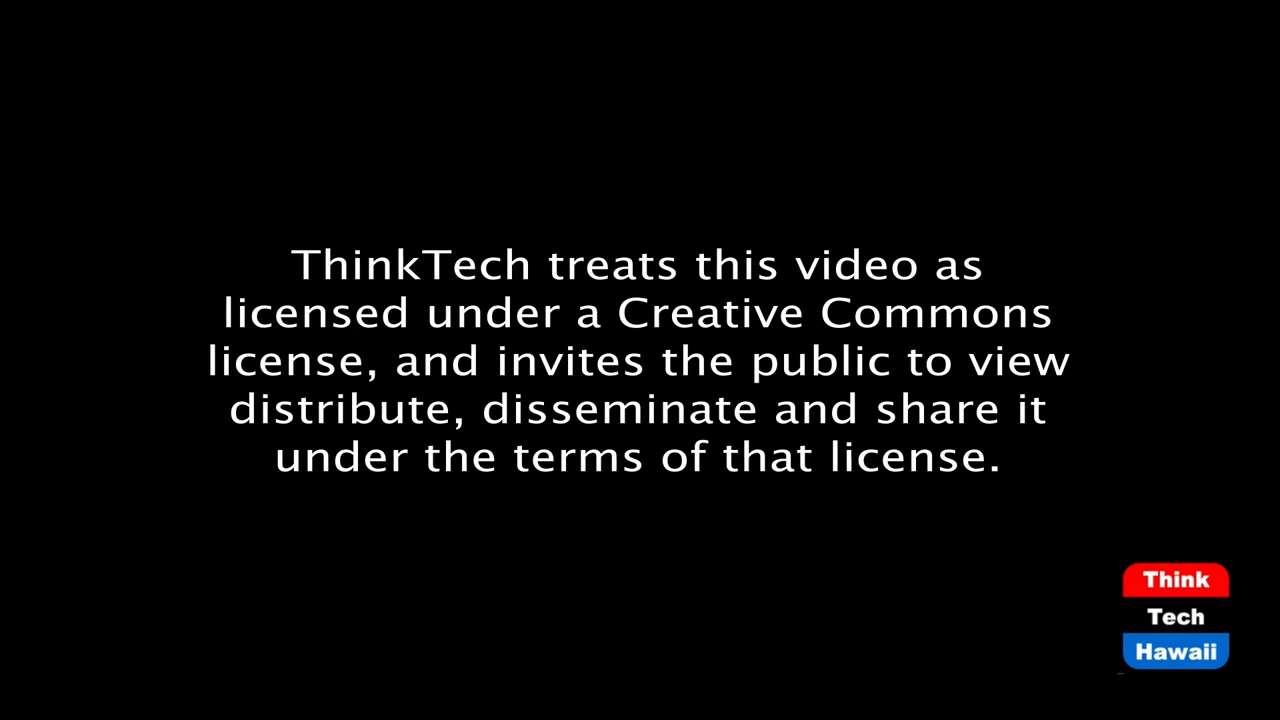 ThinkTech treats this video as
licensed under a Creative Commons
license, and invites the public to view
distribute, disseminate and share it
under the terms of that license.
Think
Tech
Hawaii